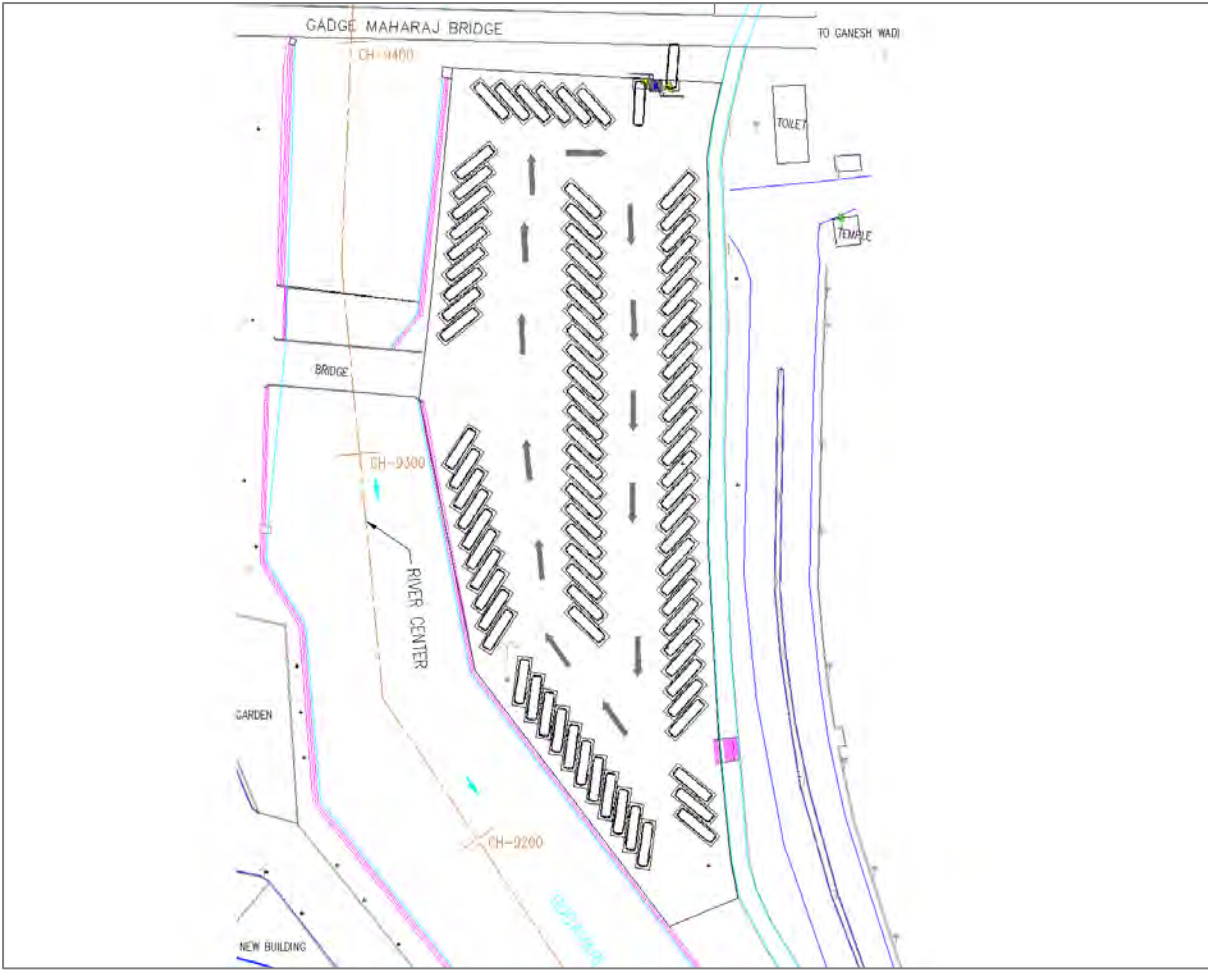 GADGE MAHARAJ BRIDGE
TO GANESH WADI
CH-9400
TOILET
TEMPLE
BRIDGE
CH-9300
RIVER CENTER
GARDEN
CH-9200
NEW BUILDING